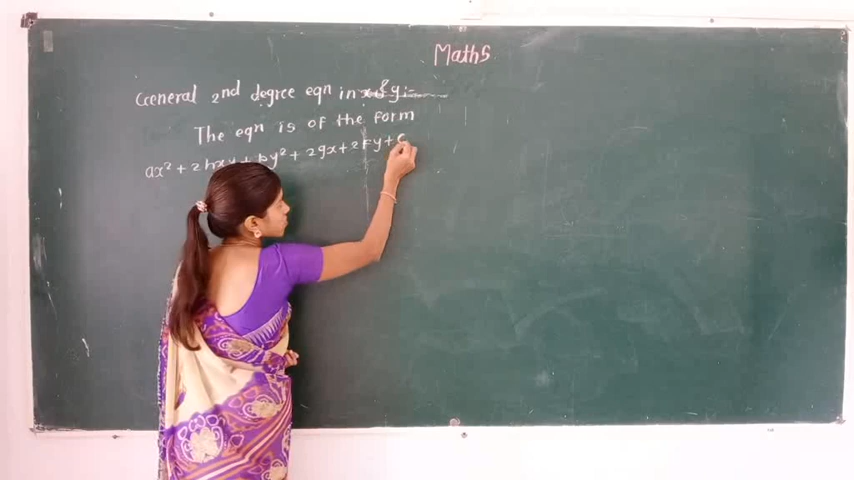 Maths
General 2nd degree eqn in x & y:-
The eqn is of the form
ax² + 2hxy + by² + 2gx + 2fy + c